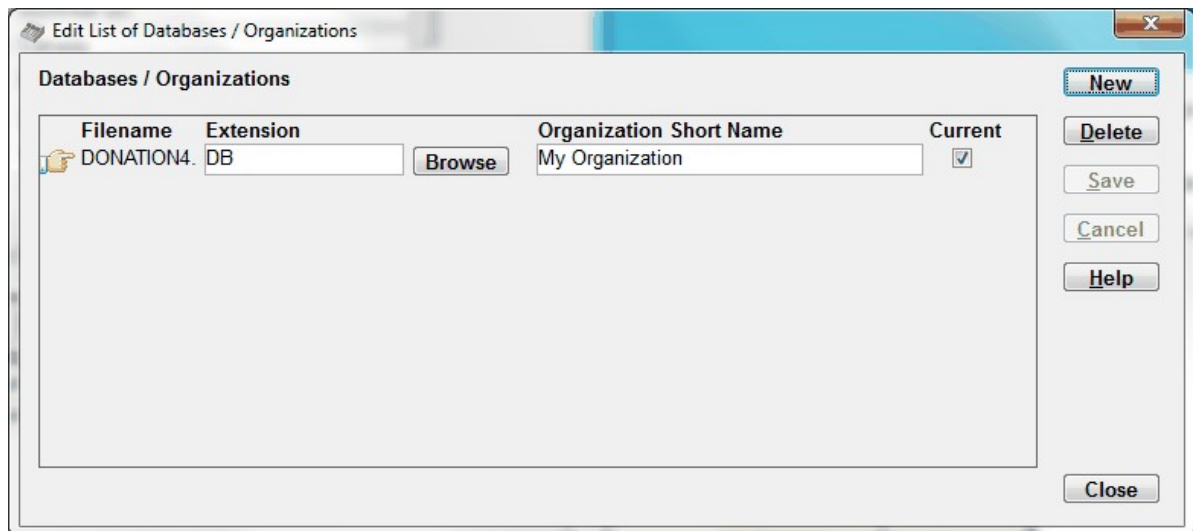 Edit List of Databases / Organizations
Databases / Organizations
New
Filename Extension Organization Short Name Current
Delete
DONATION4. DB Browse My Organization
Save
Cancel
Help
Close